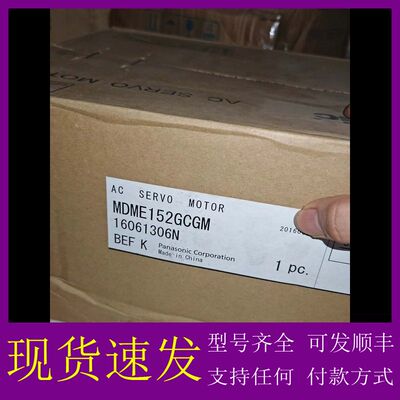 AC SERVO MOTOR
MDME152GCGM
16061306N
BEF K Panasonic Corporation
Made in China
1 pc.
现货速发
型号齐全 可发顺丰
支持任何 付款方式